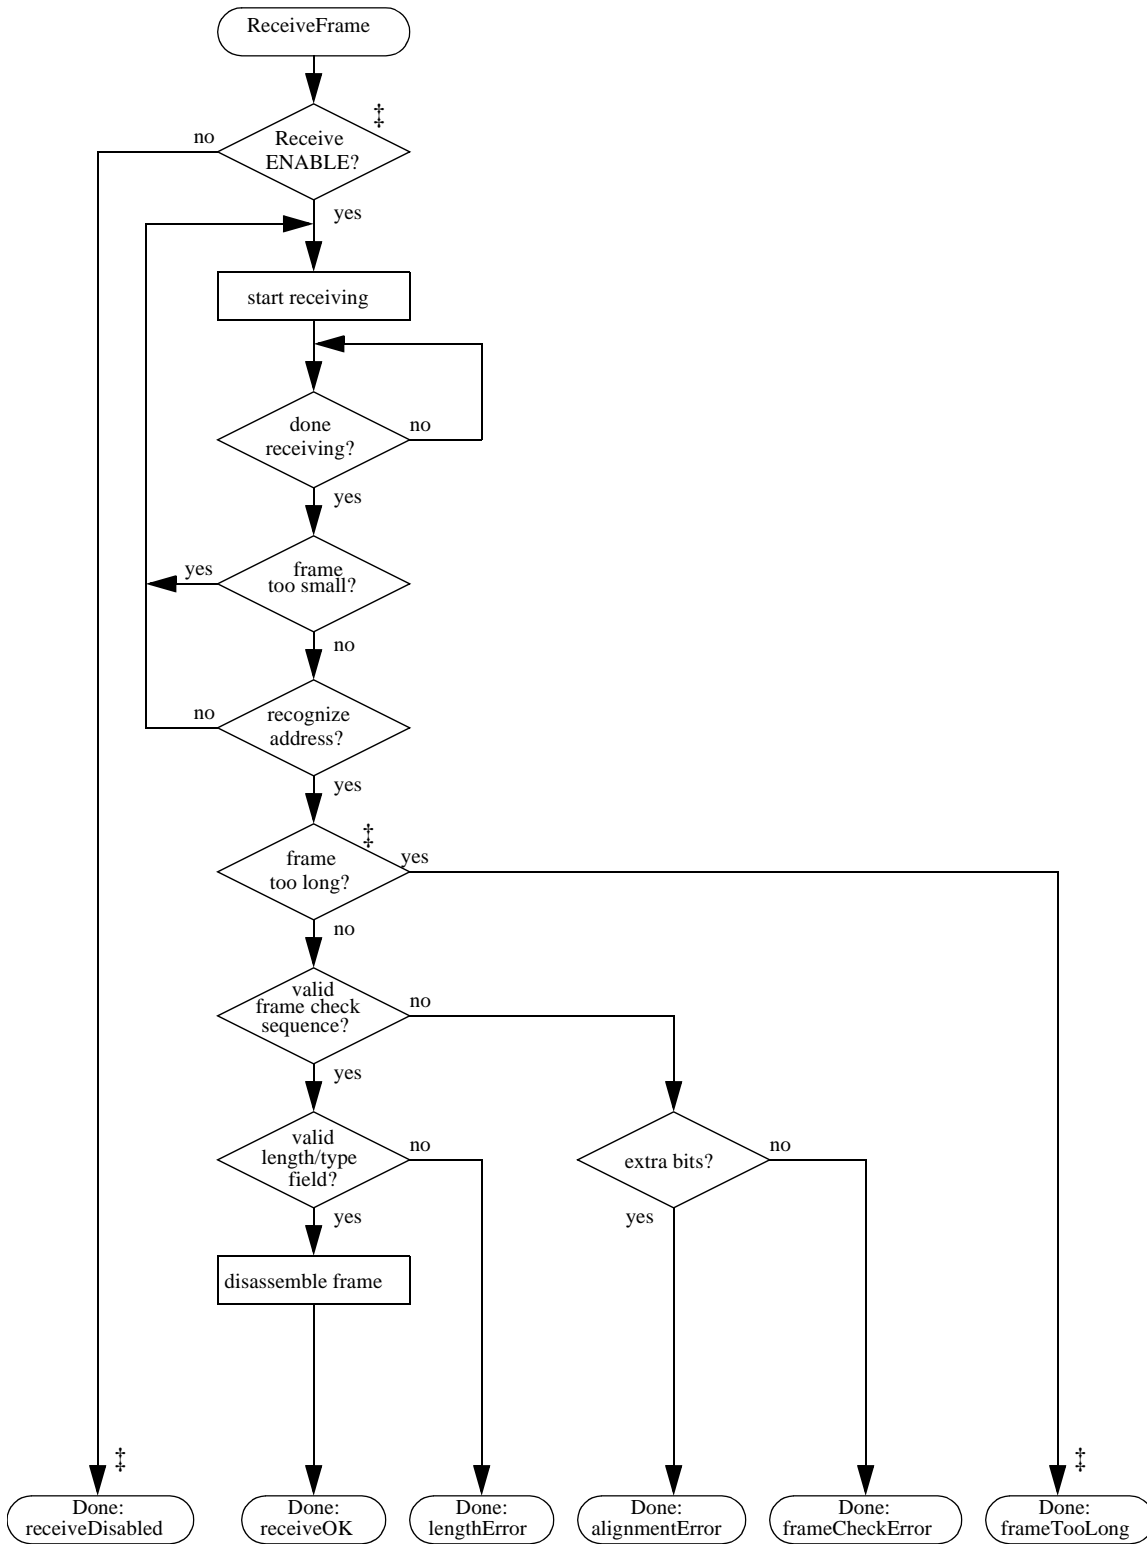 ReceiveFrame
‡
no
Receive
ENABLE?
yes
start receiving
done
receiving?
no
yes
yes
frame
too small?
no
no
recognize
address?
yes
‡
frame
too long?
yes
no
valid
frame check
sequence?
no
yes
valid
length/type
field?
no
extra bits?
no
yes
yes
disassemble frame
‡
‡
Done:
receiveDisabled
Done:
receiveOK
Done:
lengthError
Done:
alignmentError
Done:
frameCheckError
Done:
frameTooLong